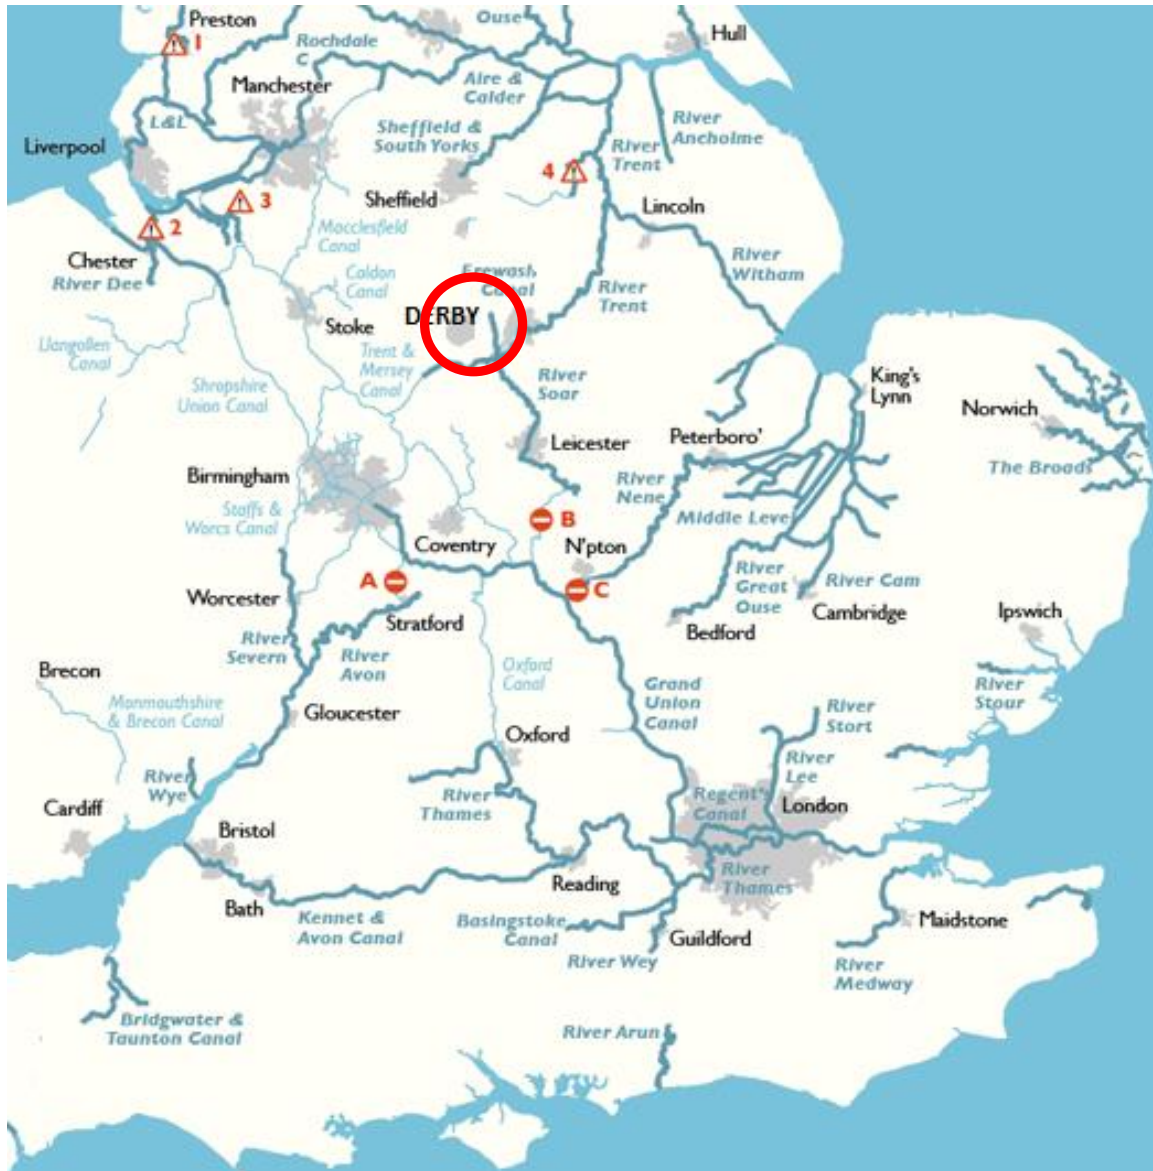 Preston
1
Ouse
Hull
Rochdale
C
Manchester
Aire &
Calder
River
Ancholme
L&L
Liverpool
Sheffield &
South Yorks
River
Trent
4
Sheffield
3
2
Lincoln
Macclesfield
Canal
Chester
River Dee
River
Witham
Caldon
Canal
Erewash
Canal
River
Trent
DERBY
Stoke
Llangollen
Canal
Trent &
Mersey
Canal
River
Soar
Shropshire
Union Canal
King's
Lynn
Norwich
Leicester
Peterboro'
The Broads
Birmingham
River
Nene
Staffs &
Worcs Canal
Middle Level
B
Coventry
N'pton
A
C
River
Great
Ouse
River Cam
Worcester
Cambridge
Ipswich
Stratford
Bedford
River
Severn
River
Avon
Brecon
Oxford
Canal
Grand
Union
Canal
River
Stour
Monmouthshire
& Brecon Canal
Gloucester
River
Stort
Oxford
River
Wye
River
Lee
River
Thames
Regent's
Canal
London
Cardiff
Bristol
River
Thames
Reading
Bath
Kennet &
Avon Canal
Basingstoke
Canal
Maidstone
Guildford
River Wey
River
Medway
Bridgwater &
Taunton Canal
River Arun